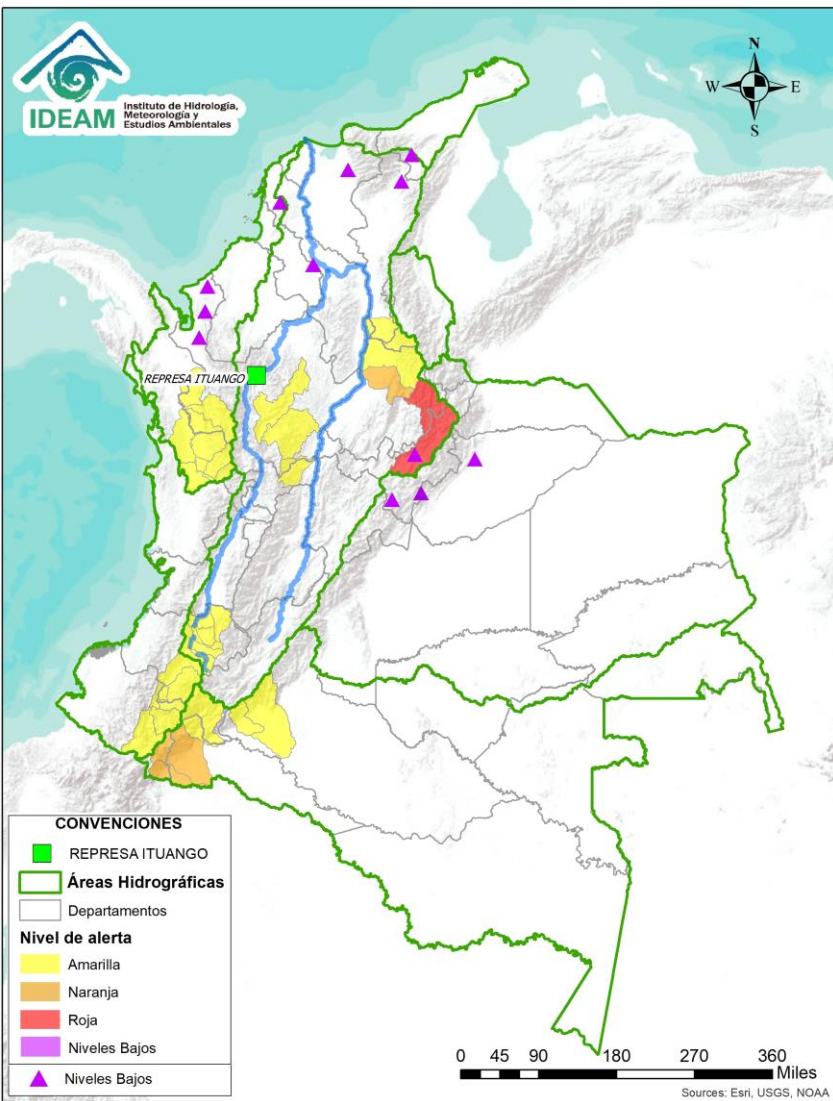 IDEAM
Instituto de Hidrología,
Meteorología y
Estudios Ambientales
N
W
E
S
REPRESA ITUANGO
CONVENCIONES
REPRESA ITUANGO
Áreas Hidrográficas
Departamentos
Nivel de alerta
Amarilla
Naranja
Roja
Niveles Bajos
Niveles Bajos
0 45 90 180 270 360
Miles
Sources: Esri, USGS, NOAA